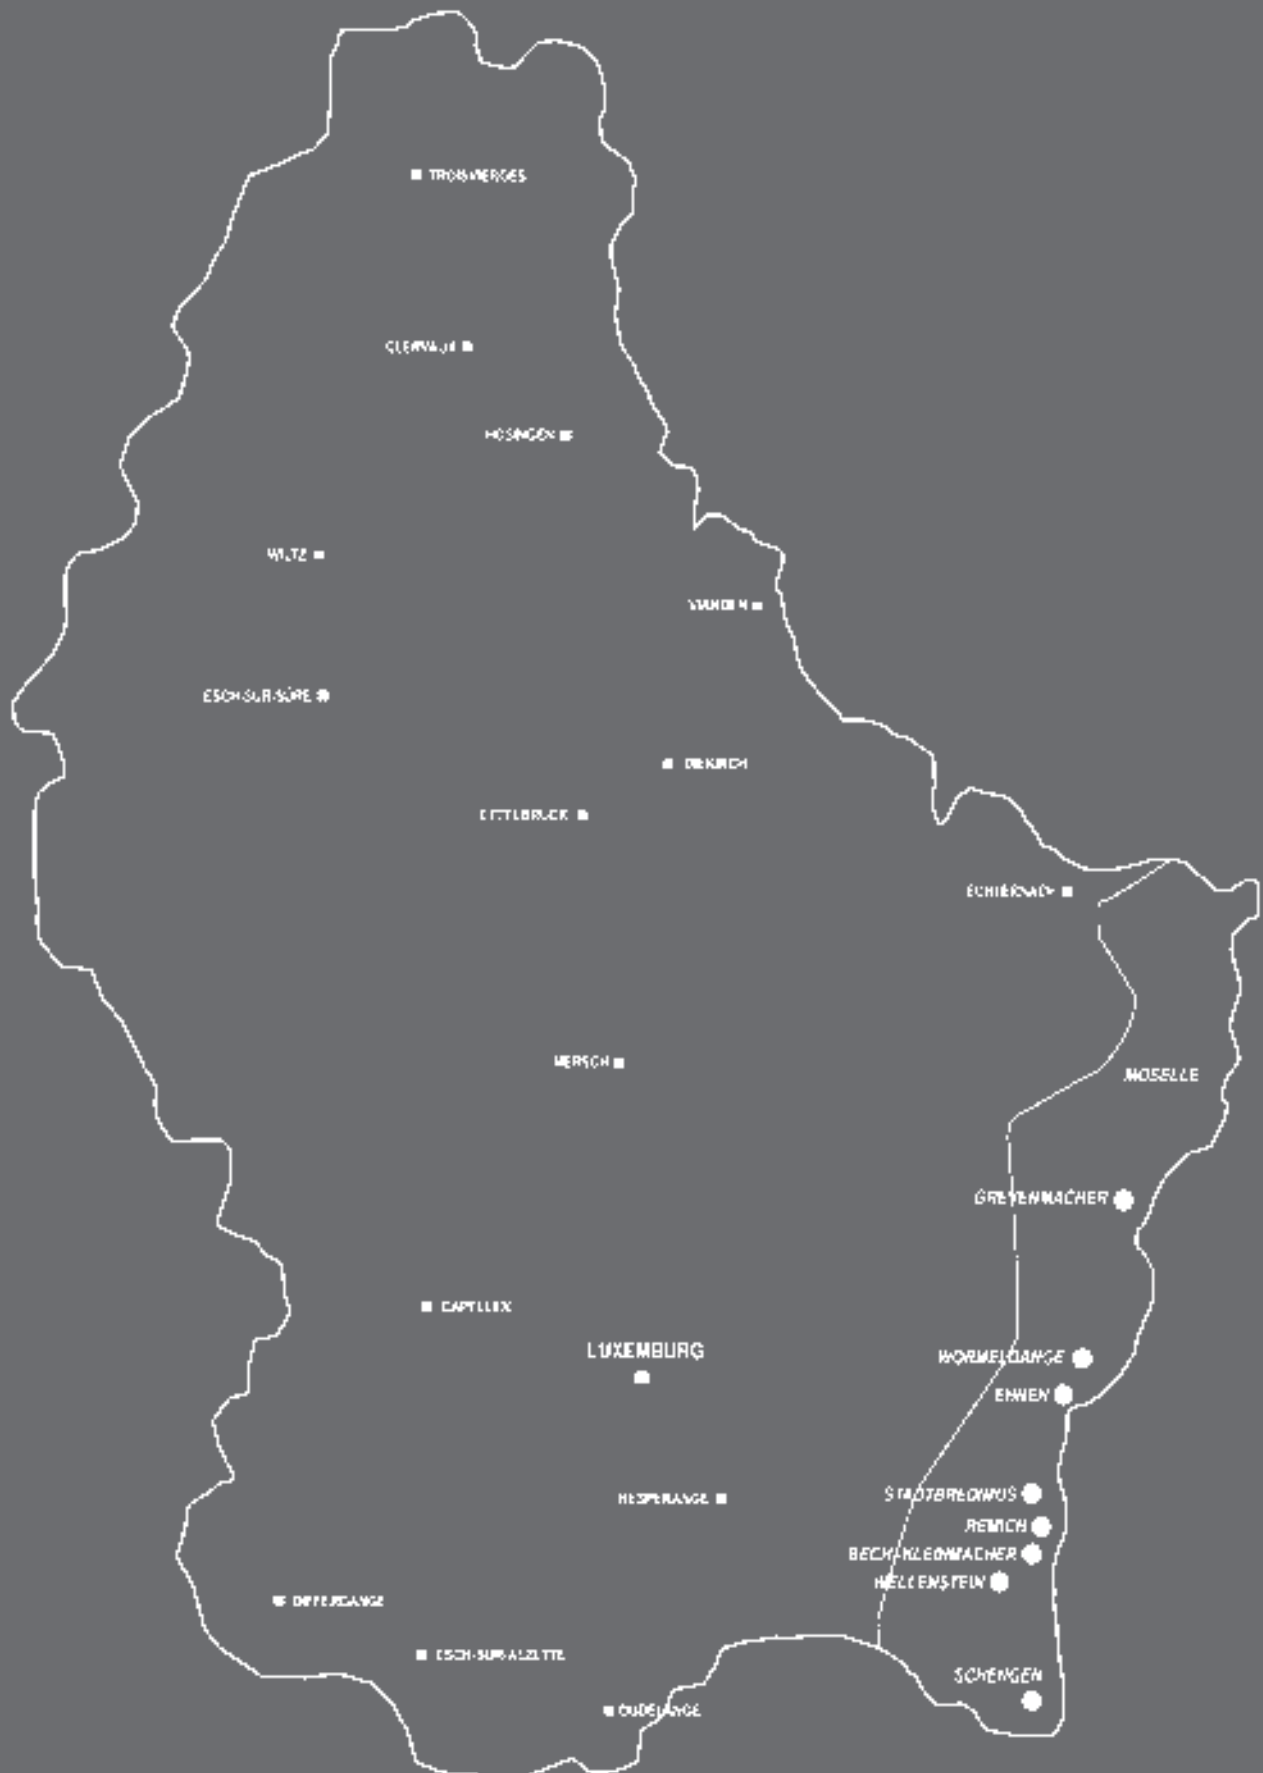 TROISVIERGES
CLERVAUX
HOSINGEN
WILTZ
VIANDEN
ESCH-SUR-SÛRE
DIEKIRCH
ETTELBRUCK
ECHTERNACH
MERSCH
MOSELLE
GREVENMACHER
CAPELLEN
LUXEMBURG
WORMELDANGE
EHNEN
STADTBREDIMUS
HESPERANGE
REMICH
BECH-KLEINMACHER
WELLENSTEIN
DIFFERDANGE
ESCH-SUR-ALZETTE
SCHENGEN
DUDELANGE